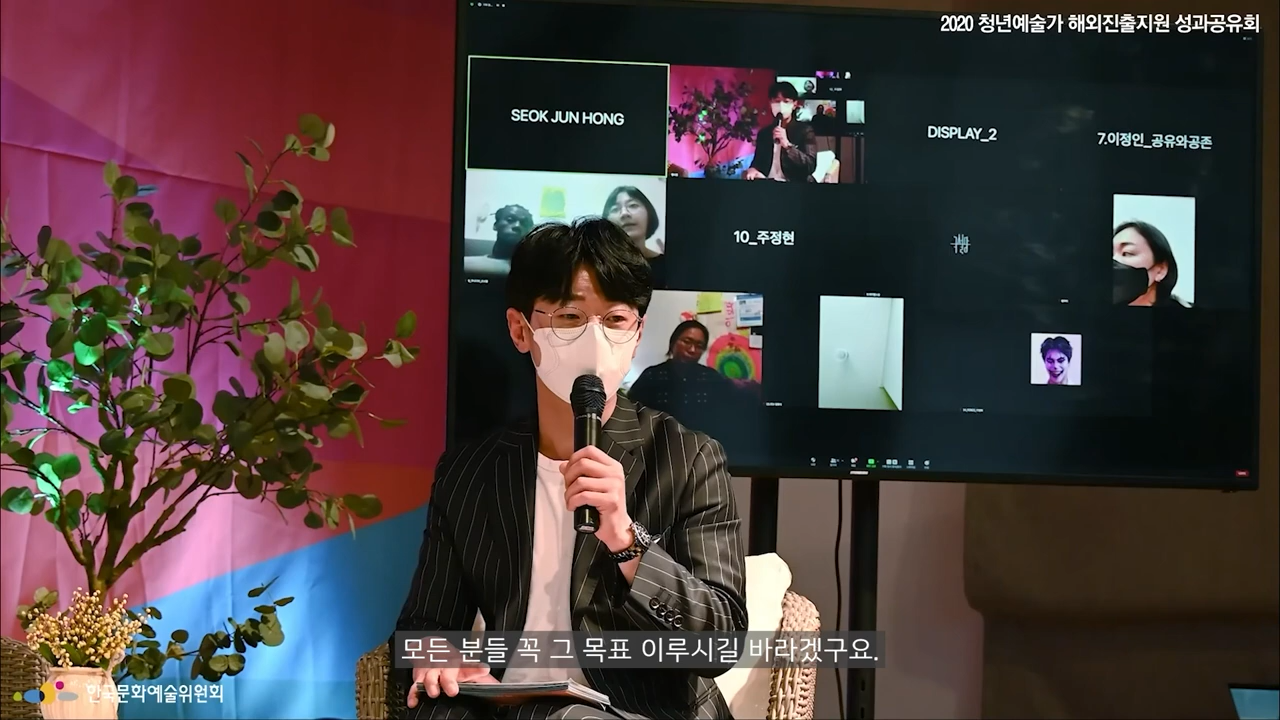 2020 청년예술가 해외진출지원 성과공유회
SEOK JUN HONG
DISPLAY_2
7.이정인_공유와공존
10_주정현
모든 분들 꼭 그 목표 이루시길 바라겠구요.
한국문화예술위원회